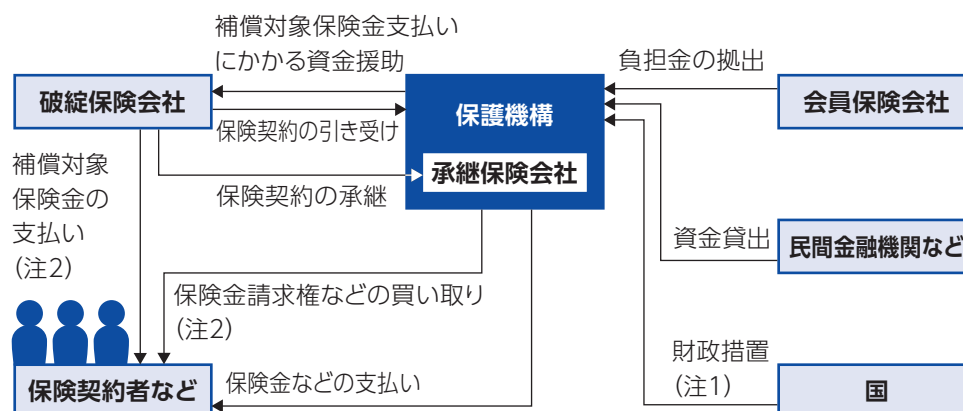 補償対象保険金支払い
にかかる資金援助
負担金の拠出
破綻保険会社
保護機構
会員保険会社
保険契約の引き受け
承継保険会社
補償対象
保険金の
支払い
(注2)
保険契約の承継
資金貸出
民間金融機関など
保険金請求権などの買い取り
(注2)
財政措置
(注1)
保険契約者など
保険金などの支払い
国